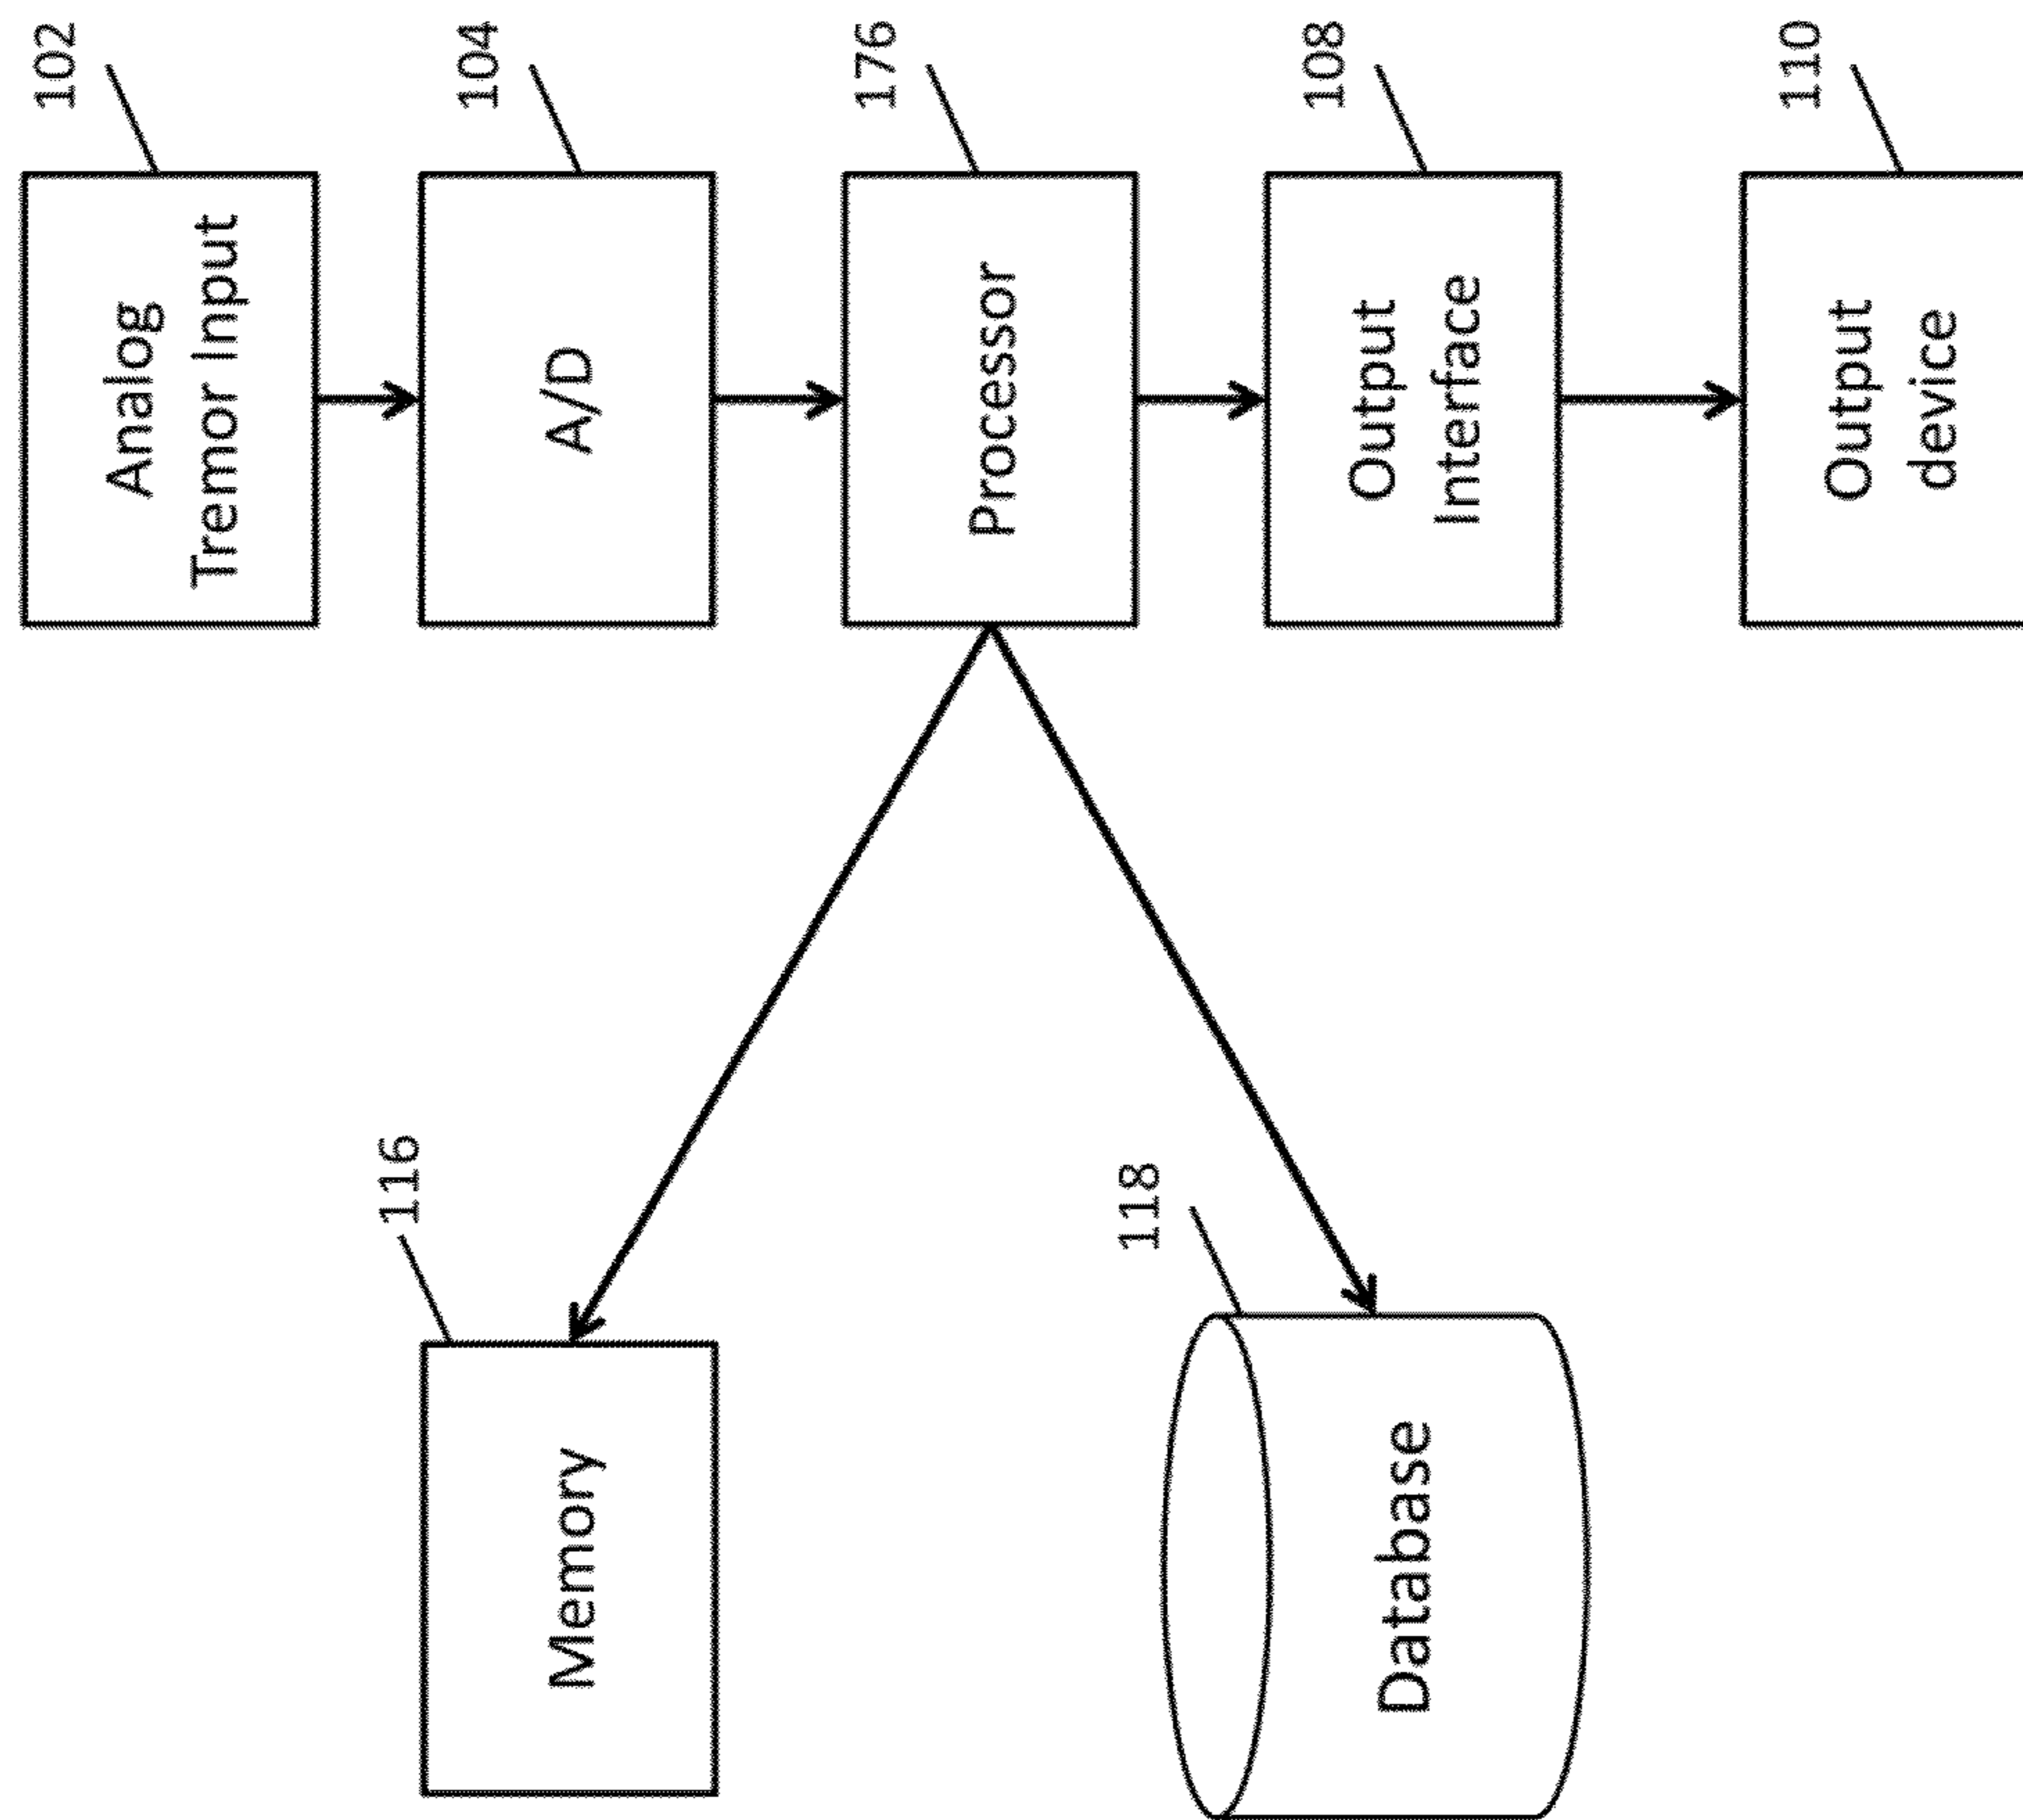 102
Analog
Tremor Input
104
A/D
176
Processor
108
Output
Interface
110
Output
device
116
Memory
118
Database